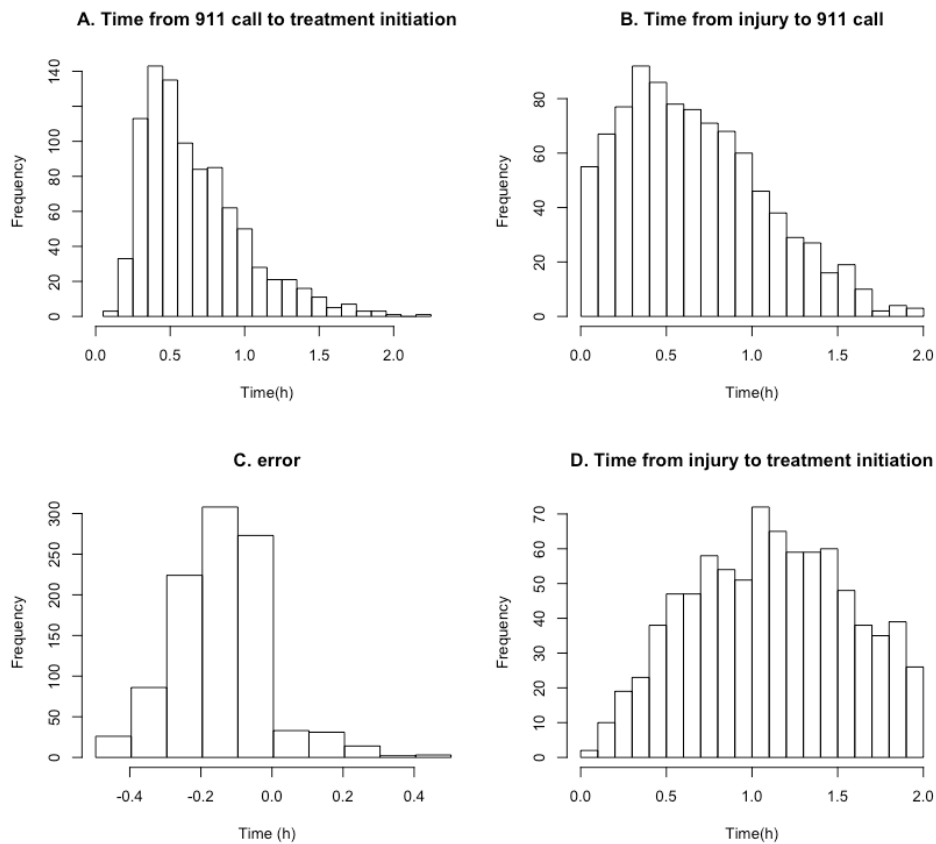 A. Time from 911 call to treatment initiation
Frequency
0 20 40 60 80 100 140
0.0 0.5 1.0 1.5 2.0
Time(h)
B. Time from injury to 911 call
Frequency
0 20 40 60 80
0.0 0.5 1.0 1.5 2.0
Time(h)
C. error
Frequency
0 50 100 150 200 250 300
-0.4 -0.2 0.0 0.2 0.4
Time (h)
D. Time from injury to treatment initiation
Frequency
0 10 20 30 40 50 60 70
0.0 0.5 1.0 1.5 2.0
Time(h)